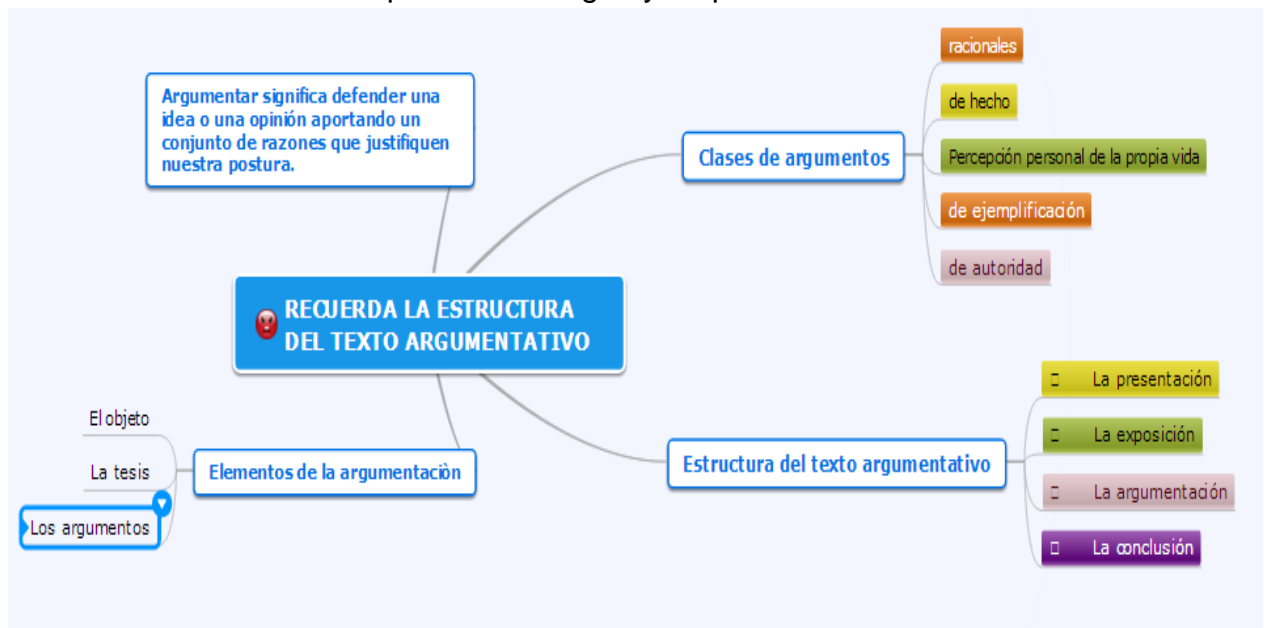 Argumentar significa defender una
idea o una opinión aportando un
conjunto de razones que justifiquen
nuestra postura.
RECUERDA LA ESTRUCTURA
DEL TEXTO ARGUMENTATIVO
Clases de argumentos
racionales
de hecho
Percepción personal de la propia vida
de ejemplificación
de autoridad
Elementos de la argumentaciòn
El objeto
La tesis
Los argumentos
Estructura del texto argumentativo
La presentación
La exposición
La argumentación
La conclusión